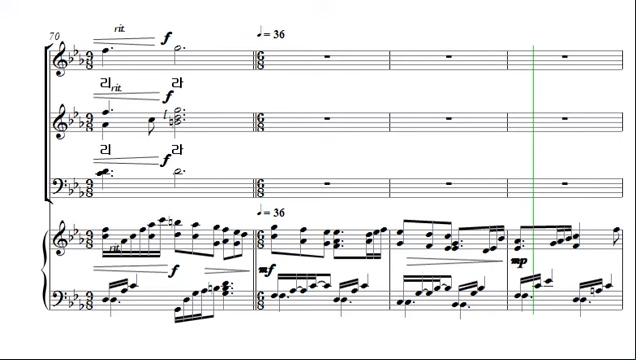 rit.
70 f ♩. = 36
리 rit. 라
f
리 라
f
♩. = 36
rit.
f mf mp